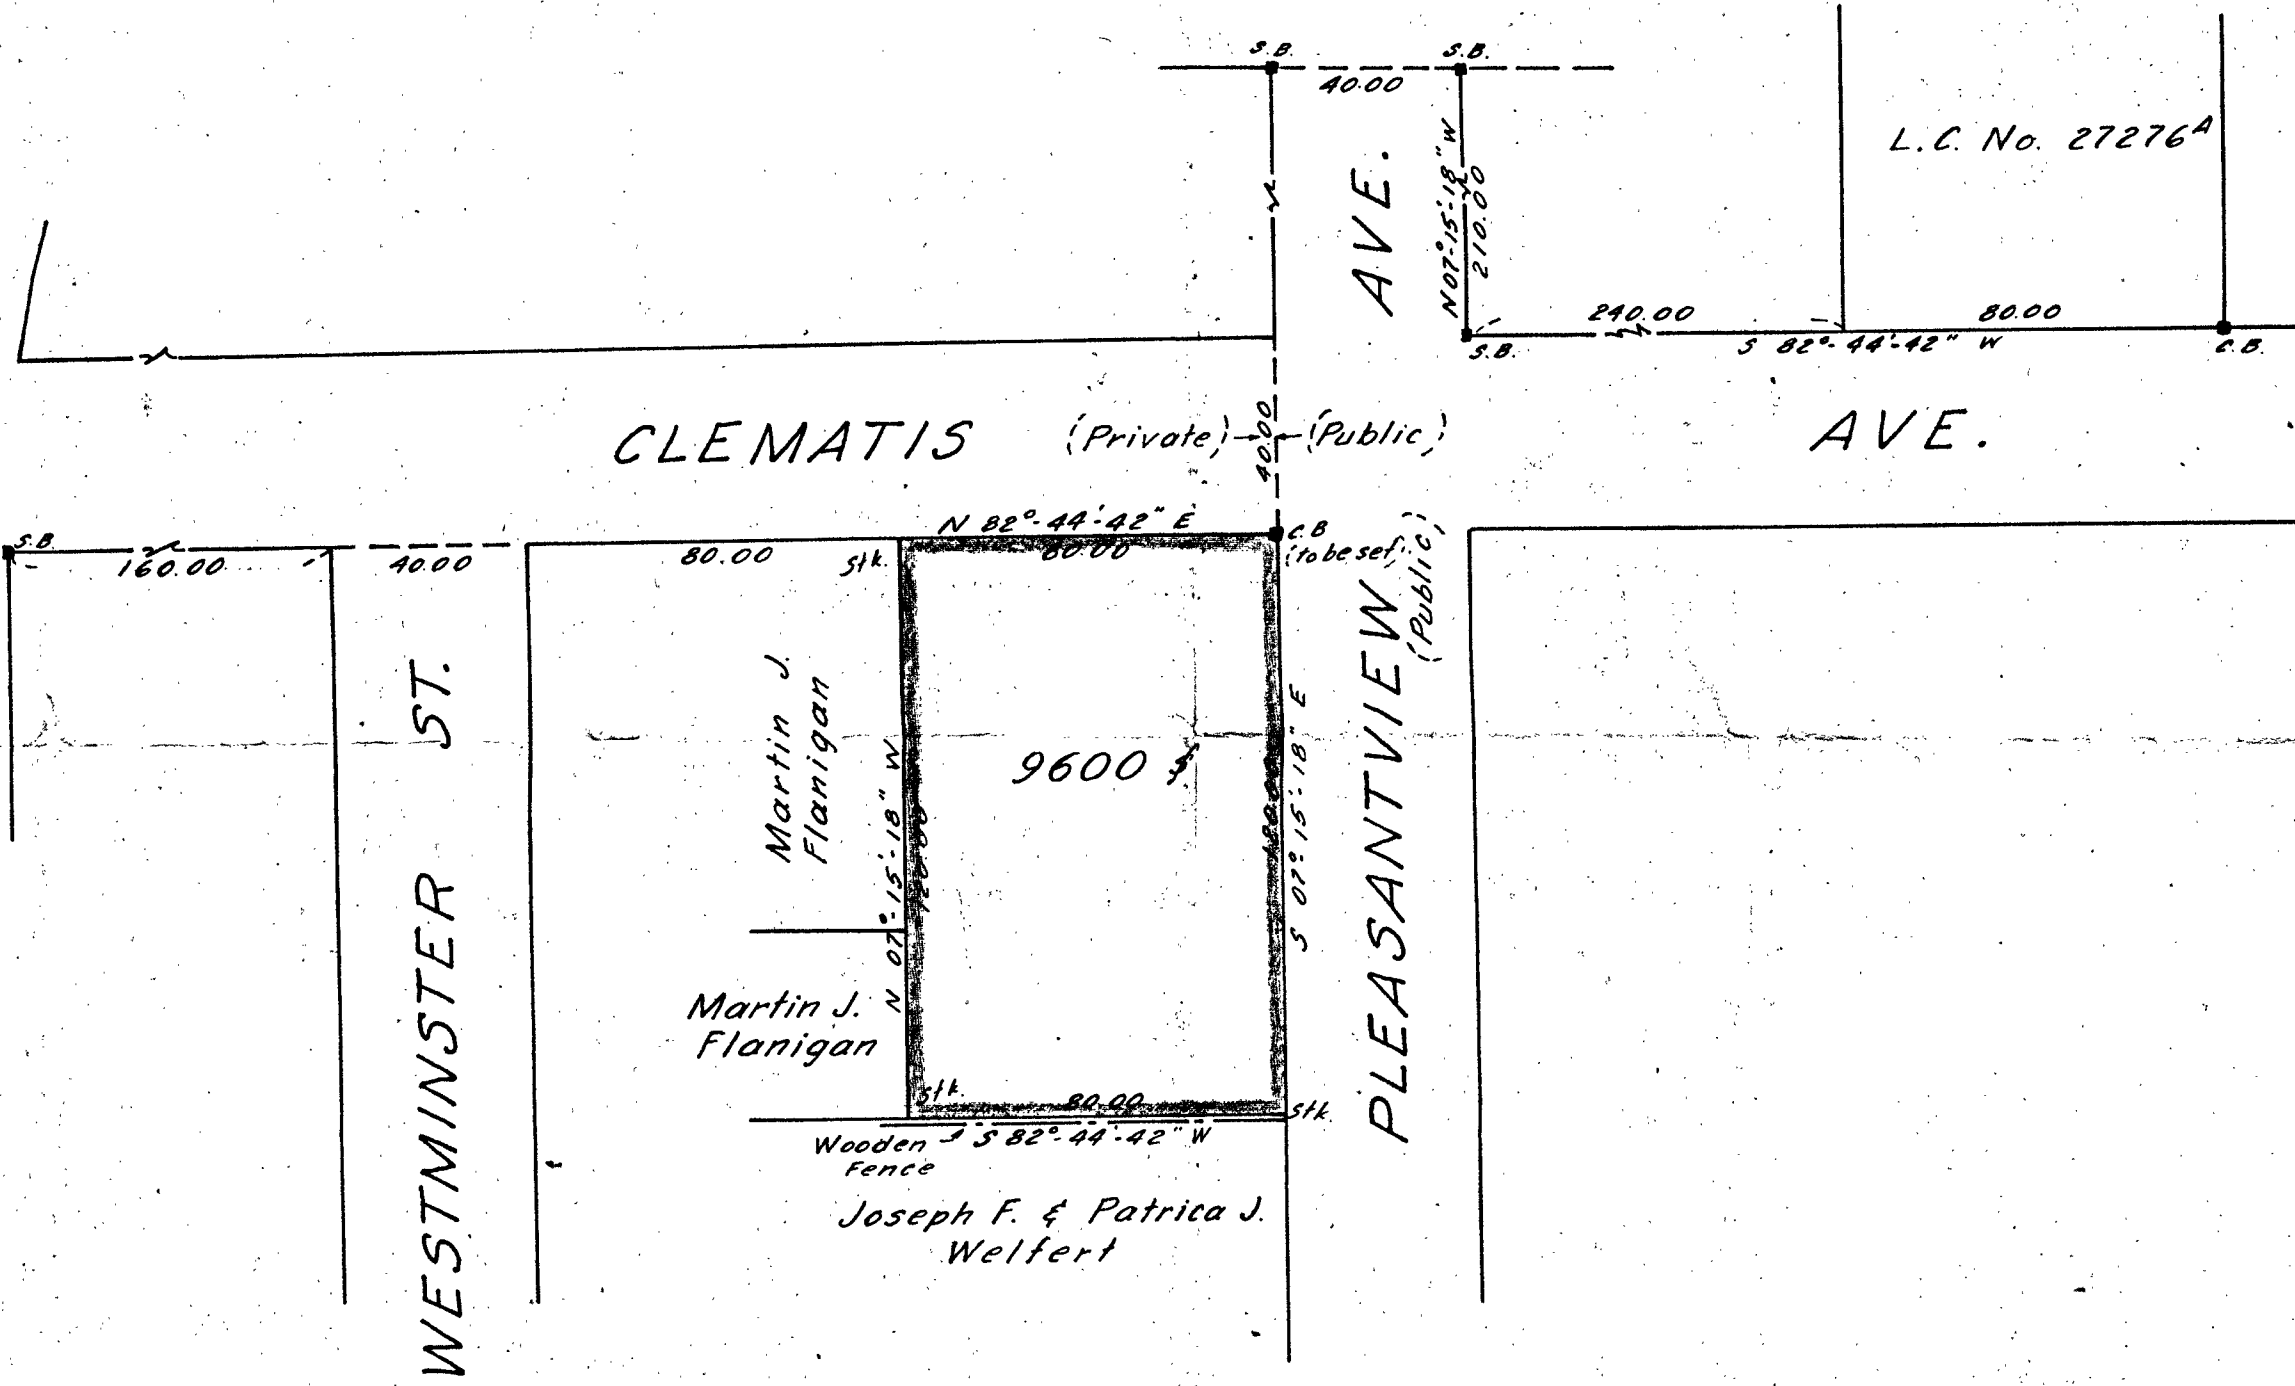 S.B.
S.B.
40.00
AVE.
N 07°-15'-18" W
210.00
L.C. No. 27276A
240.00
80.00
S.B.
S 82°-44'-42" W
C.B.
CLEMATIS
(Private)
40.00
(Public)
AVE.
S.B.
160.00
40.00
80.00
Stk.
N 82°-44'-42" E
80.00
C.B
(to be set)
WESTMINSTER ST.
Martin J.
Flanigan
N 07°-15'-18" W
120.00
9600
120.00
S 07°-15'-18" E
PLEASANTVIEW
(Public)
Martin J.
Flanigan
Stk.
80.00
Stk.
Wooden
Fence
S 82°-44'-42" W
Joseph F. & Patrica J.
Welfert